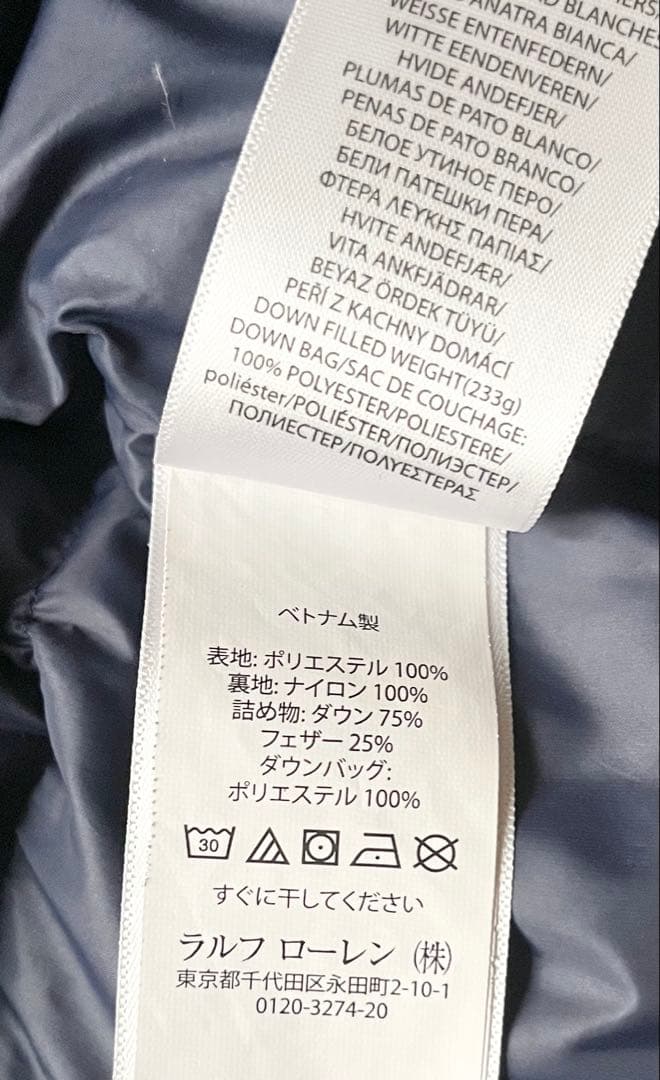 D BLANCHES
ANATRA BIANCA/
WEISSE ENTENFEDERN/
WITTE EENDENVEREN/
HVIDE ANDEFJER/
PLUMAS DE PATO BLANCO/
PENAS DE PATO BRANCO/
БЕЛОЕ УТИНОЕ ПЕРО/
БЕЛИ ПАТЕШКИ ПЕРА/
ΦΤΕΡΑ ΛΕΥΚΗΣ ΠΑΠΙΑΣ/
HVITE ANDEFJÆR/
VITA ANKFJÄDRAR/
BEYAZ ÖRDEK TÜYÜ/
PEŘÍ Z KACHNY DOMÁCÍ
DOWN FILLED WEIGHT(233g)
DOWN BAG/SAC DE COUCHAGE:
100% POLYESTER/POLIESTERE/
poliéster/POLIÉSTER/ПОЛИЭСТЕР/
ПОЛИЕСТЕР/ΠΟΛΥΕΣΤΕΡΑΣ
ベトナム製
表地: ポリエステル 100%
裏地: ナイロン 100%
詰め物: ダウン 75%
フェザー 25%
ダウンバッグ:
ポリエステル 100%
30
すぐに干してください
ラルフ ローレン (株)
東京都千代田区永田町2-10-1
0120-3274-20